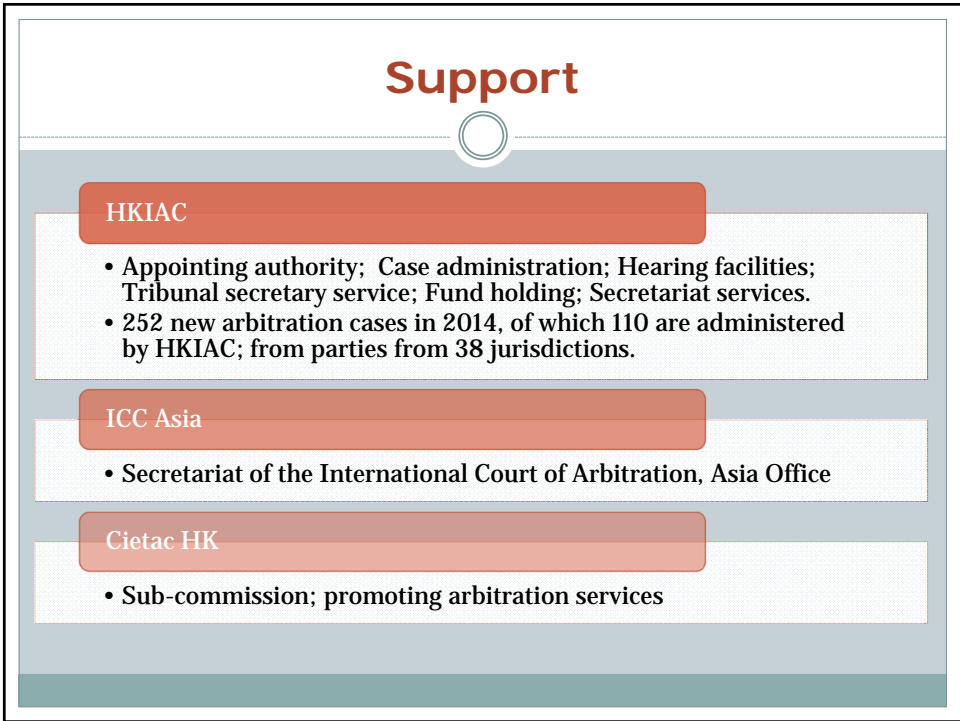 Support
HKIAC
• Appointing authority; Case administration; Hearing facilities;
Tribunal secretary service; Fund holding; Secretariat services.
• 252 new arbitration cases in 2014, of which 110 are administered
by HKIAC; from parties from 38 jurisdictions.
ICC Asia
• Secretariat of the International Court of Arbitration, Asia Office
Cietac HK
• Sub-commission; promoting arbitration services